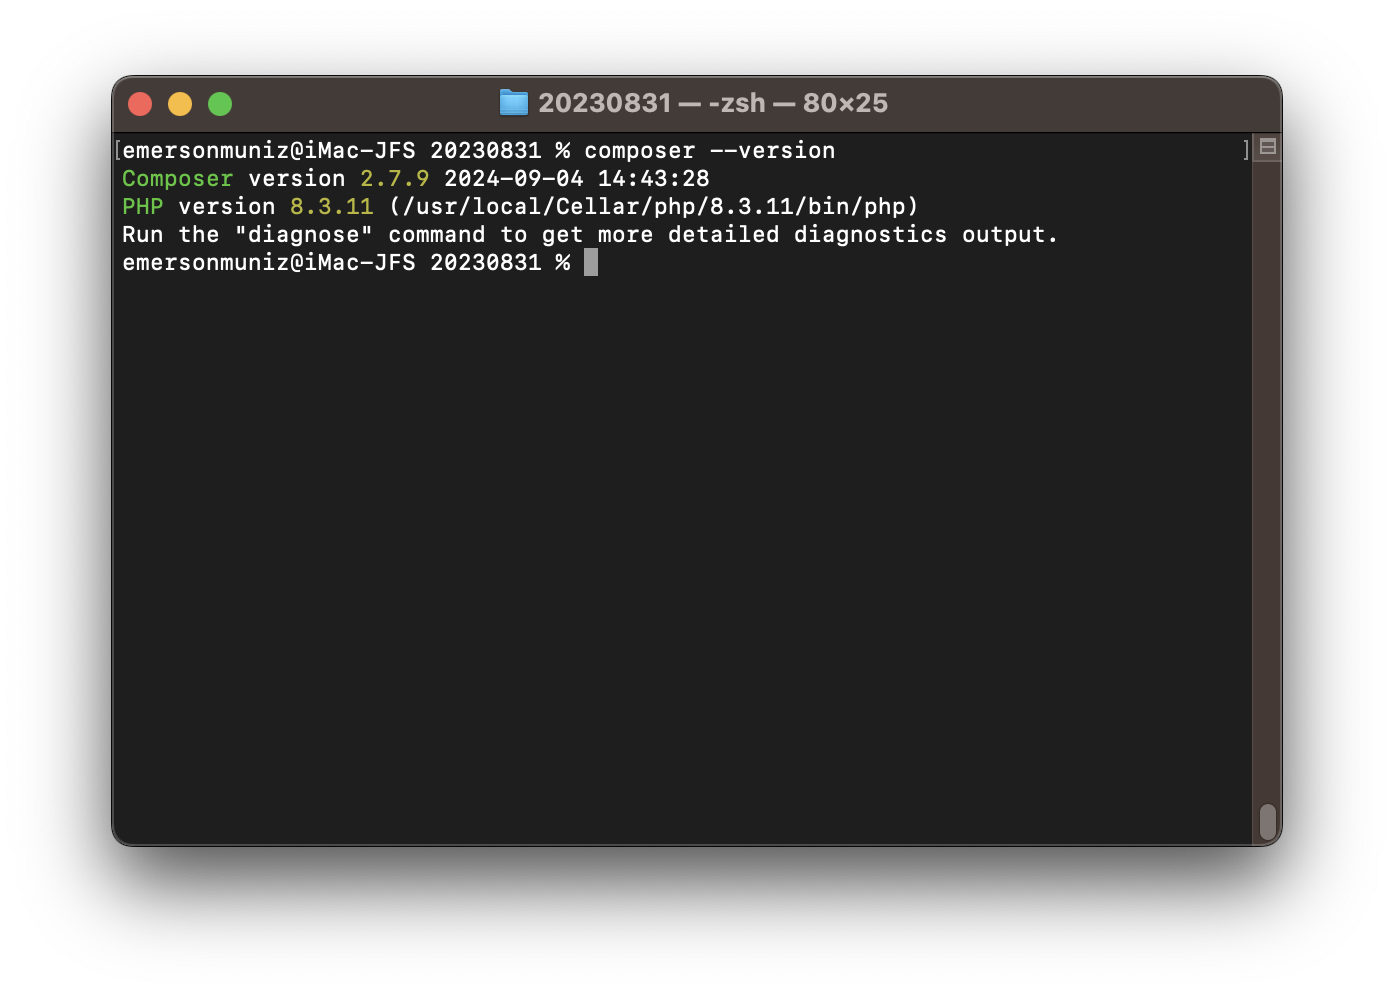 20230831 — -zsh — 80×25
[emersonmuniz@iMac-JFS 20230831 % composer --version ]
Composer version 2.7.9 2024-09-04 14:43:28
PHP version 8.3.11 (/usr/local/Cellar/php/8.3.11/bin/php)
Run the "diagnose" command to get more detailed diagnostics output.
emersonmuniz@iMac-JFS 20230831 %